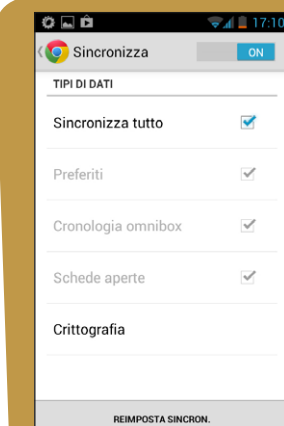 17:10
Sincronizza ON
TIPI DI DATI
Sincronizza tutto
Preferiti
Cronologia omnibox
Schede aperte
Crittografia
REIMPOSTA SINCRON.